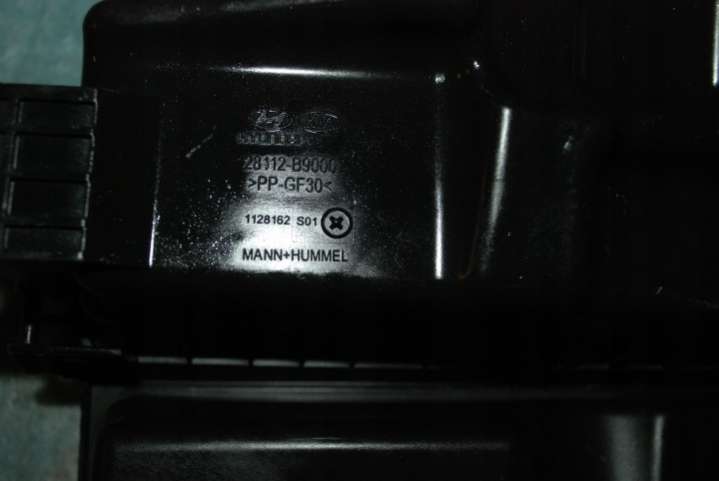 28112-B9000
>PP-GF30<
1128162 S01
MANN+HUMMEL